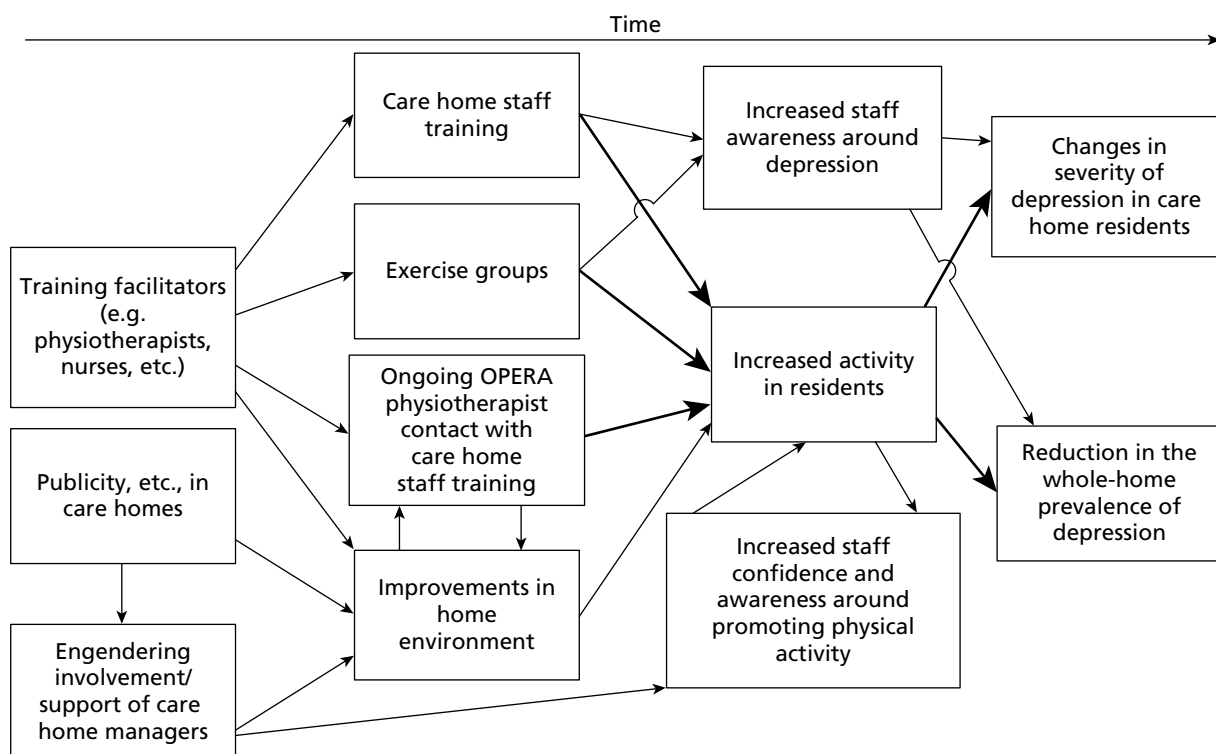 Time
Care home staff
training
Increased staff
awareness around
depression
Changes in
severity of
depression in care
home residents
Training facilitators
(e.g.
physiotherapists,
nurses, etc.)
Exercise groups
Increased activity
in residents
Ongoing OPERA
physiotherapist
contact with
care home
staff training
Publicity, etc., in
care homes
Reduction in the
whole-home
prevalence of
depression
Improvements in
home
environment
Increased staff
confidence and
awareness around
promoting physical
activity
Engendering
involvement/
support of care
home managers